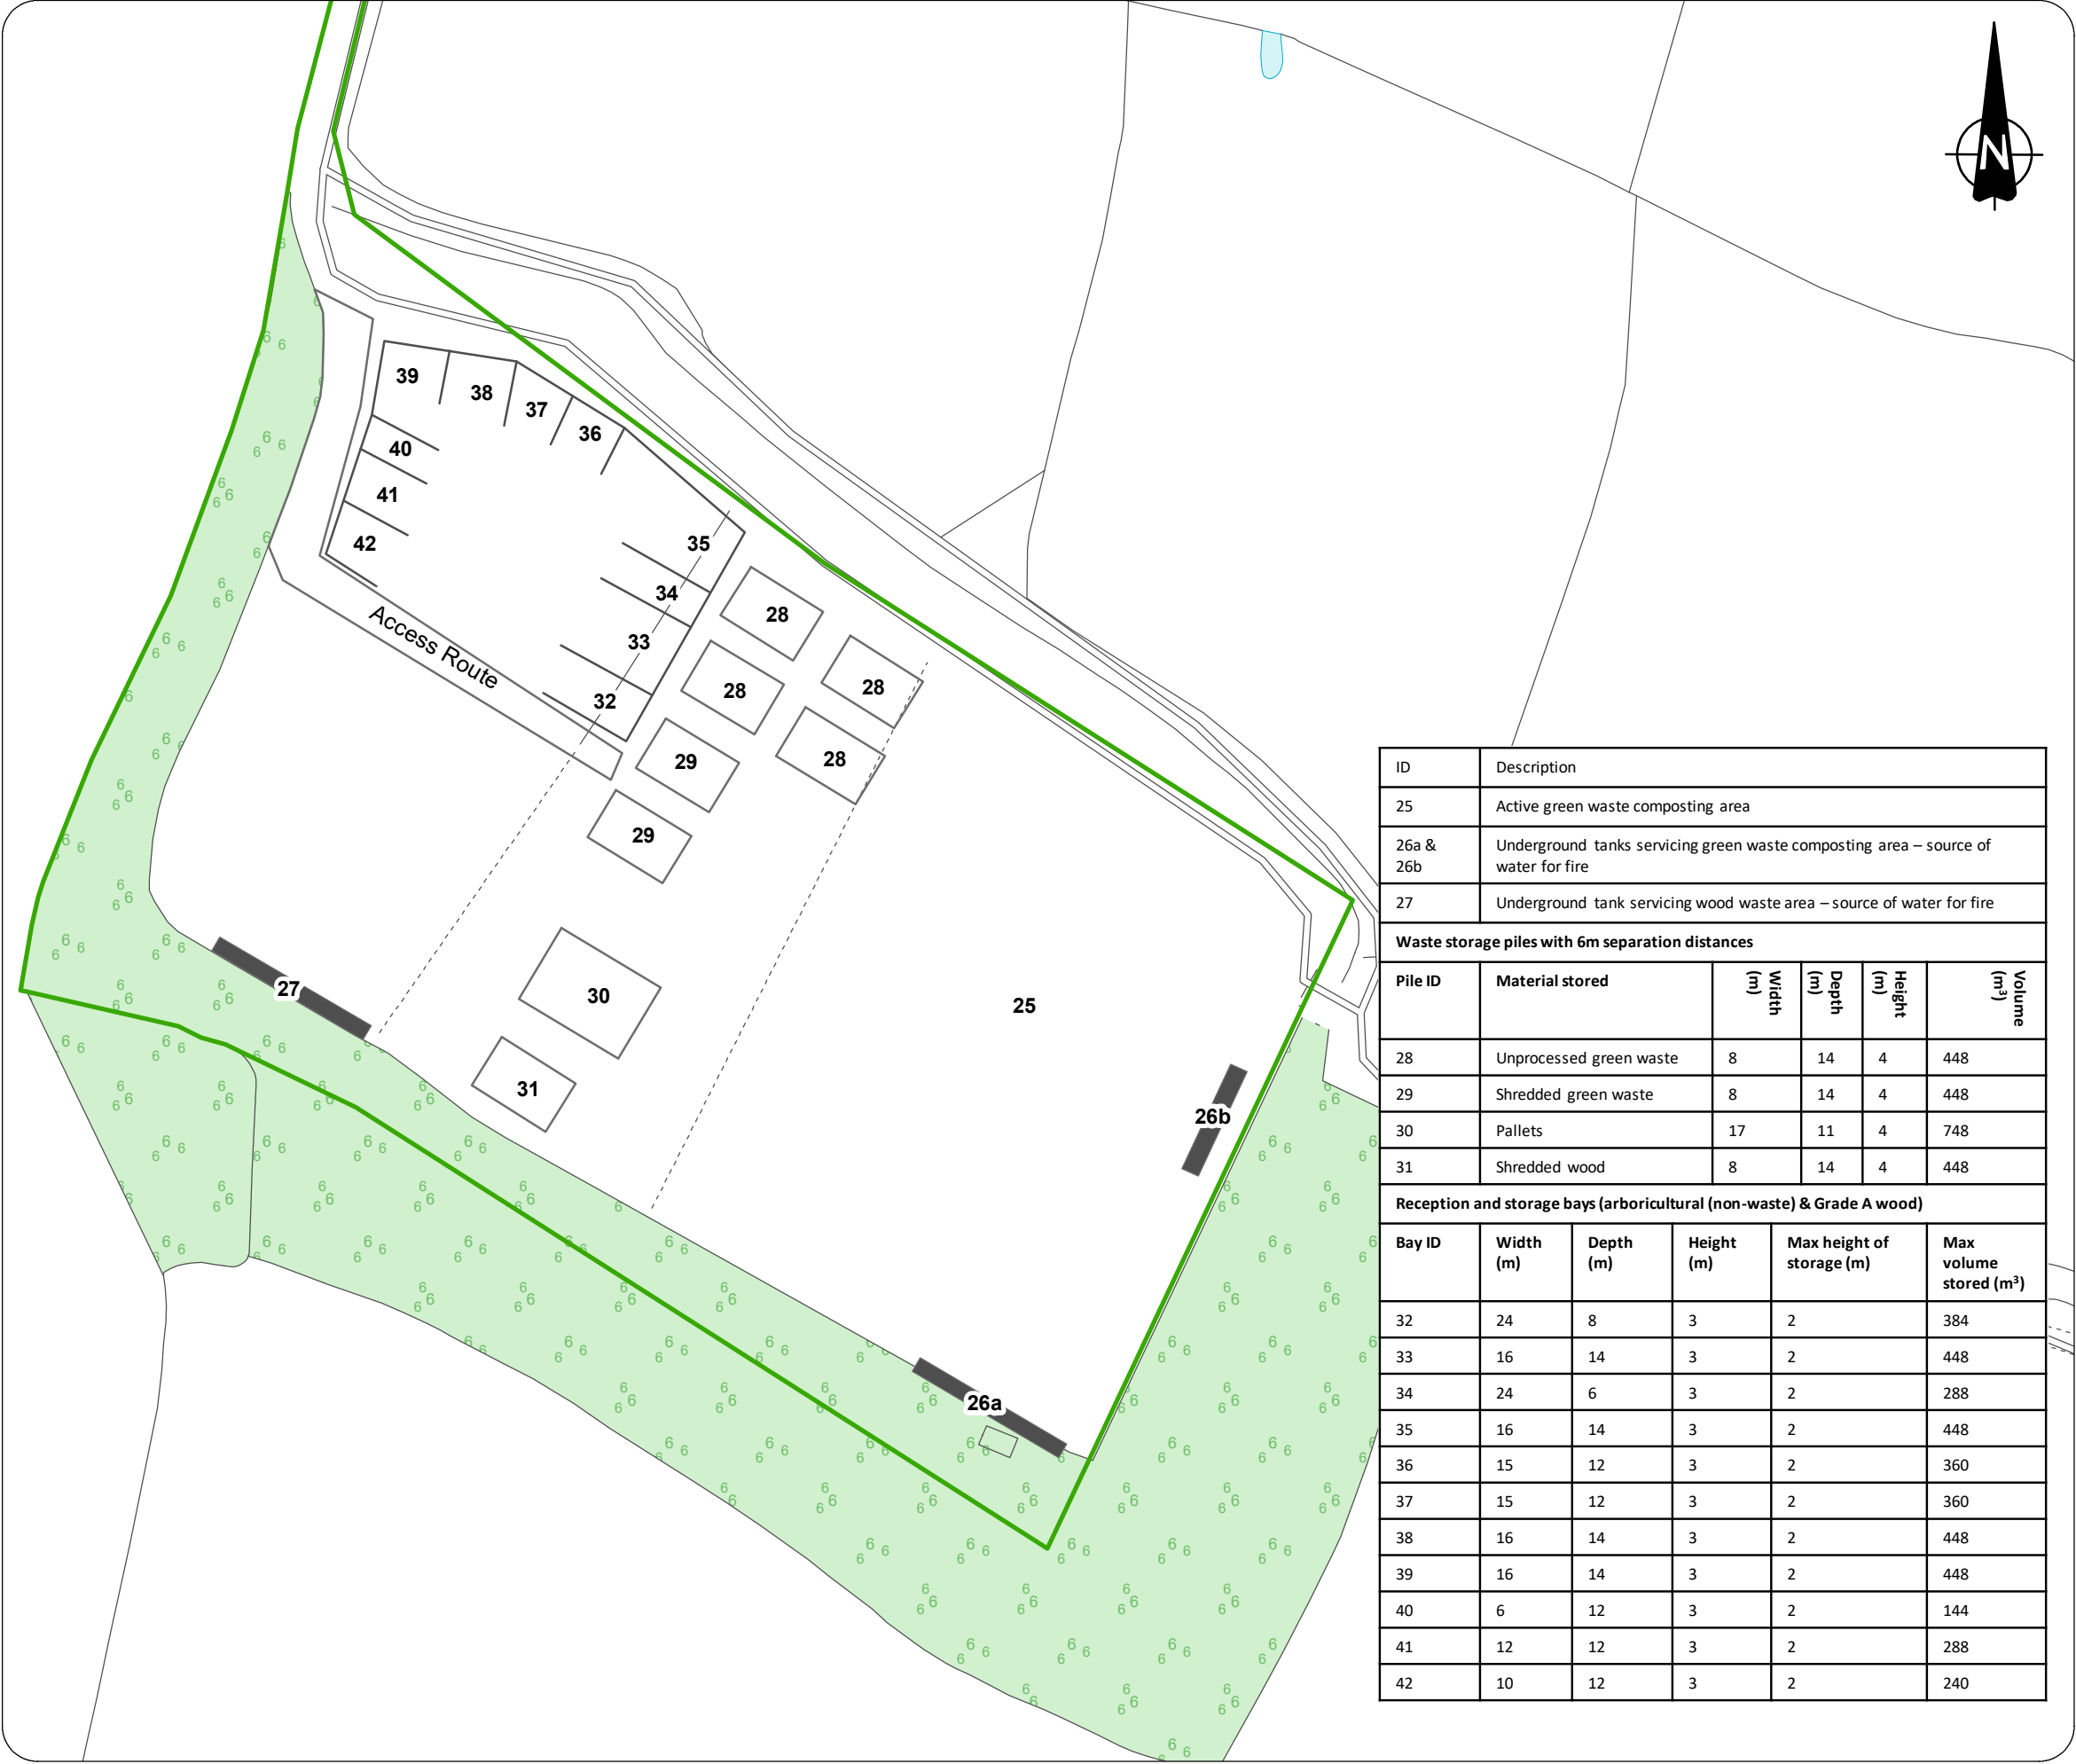 N
39
38
37
36
40
41
42
35
34
33
32
Access Route
28
28
28
28
29
29
30
31
27
25
26b
26a
ID Description
25 Active green waste composting area
26a & 26b Underground tanks servicing green waste composting area – source of
water for fire
27 Underground tank servicing wood waste area – source of water for fire
Waste storage piles with 6m separation distances
Pile ID Material stored Width (m) Depth (m) Height (m) Volume (m³)
28 Unprocessed green waste 8 14 4 448
29 Shredded green waste 8 14 4 448
30 Pallets 17 11 4 748
31 Shredded wood 8 14 4 448
Reception and storage bays (arboricultural (non-waste) & Grade A wood)
Bay ID Width (m) Depth (m) Height (m) Max height of storage (m) Max volume stored (m³)
32 24 8 3 2 384
33 16 14 3 2 448
34 24 6 3 2 288
35 16 14 3 2 448
36 15 12 3 2 360
37 15 12 3 2 360
38 16 14 3 2 448
39 16 14 3 2 448
40 6 12 3 2 144
41 12 12 3 2 288
42 10 12 3 2 240